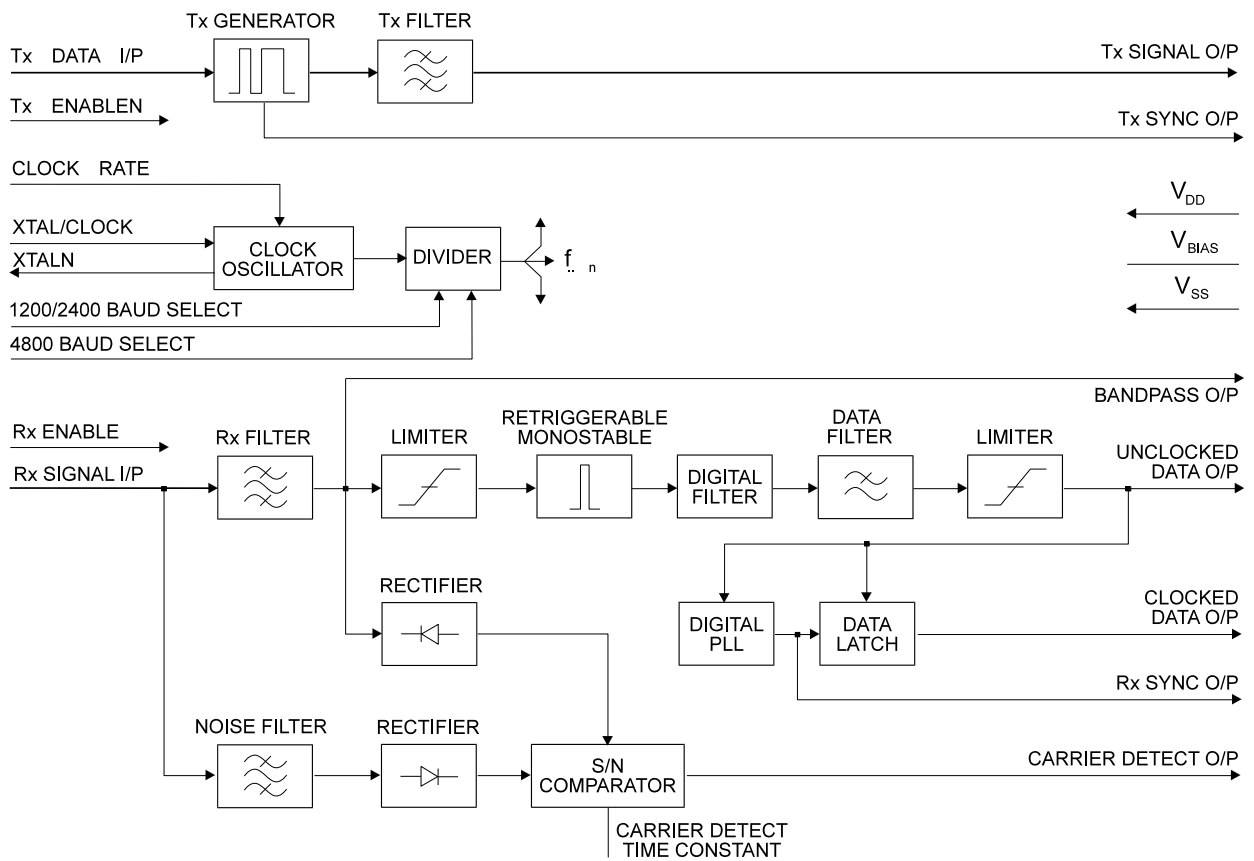 Tx GENERATOR
Tx FILTER
Tx DATA I/P
Tx SIGNAL O/P
Tx ENABLEN
Tx SYNC O/P
CLOCK RATE
XTAL/CLOCK
XTALN
CLOCK
OSCILLATOR
DIVIDER
f n
VDD
VBIAS
VSS
1200/2400 BAUD SELECT
4800 BAUD SELECT
BANDPASS O/P
Rx ENABLE
Rx SIGNAL I/P
Rx FILTER
LIMITER
RETRIGGERABLE
MONOSTABLE
DIGITAL
FILTER
DATA
FILTER
LIMITER
UNCLOCKED
DATA O/P
RECTIFIER
DIGITAL
PLL
DATA
LATCH
CLOCKED
DATA O/P
Rx SYNC O/P
NOISE FILTER
RECTIFIER
S/N
COMPARATOR
CARRIER DETECT O/P
CARRIER DETECT
TIME CONSTANT